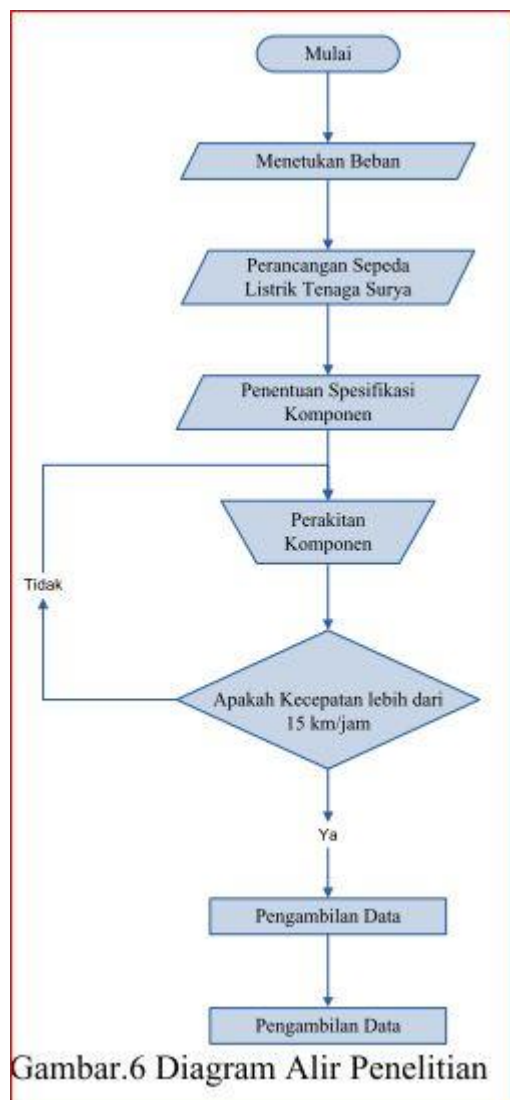 Mulai
Menetukan Beban
Perancangan Sepeda
Listrik Tenaga Surya
Penentuan Spesifikasi
Komponen
Perakitan
Komponen
Tidak
Apakah Kecepatan lebih dari
15 km/jam
Ya
Pengambilan Data
Pengambilan Data
Gambar.6 Diagram Alir Penelitian